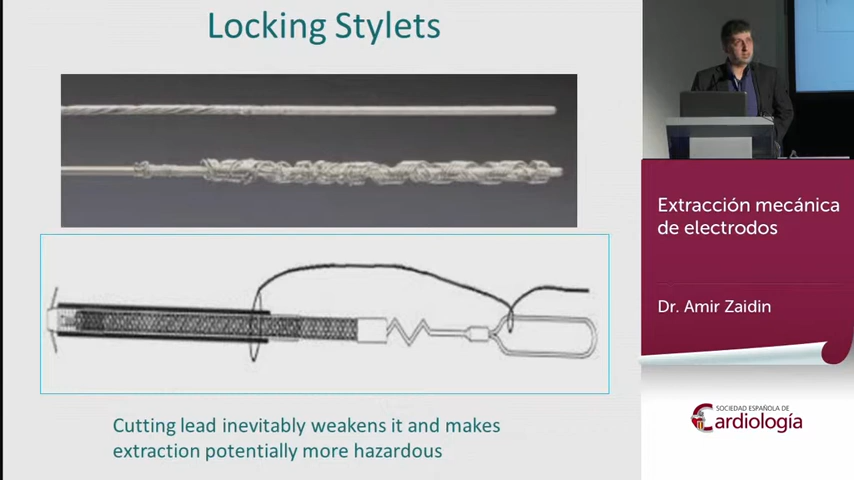 Locking Stylets
Cutting lead inevitably weakens it and makes
extraction potentially more hazardous
Extracción mecánica
de electrodos
Dr. Amir Zaidin
SOCIEDAD ESPAÑOLA DE
Cardiología